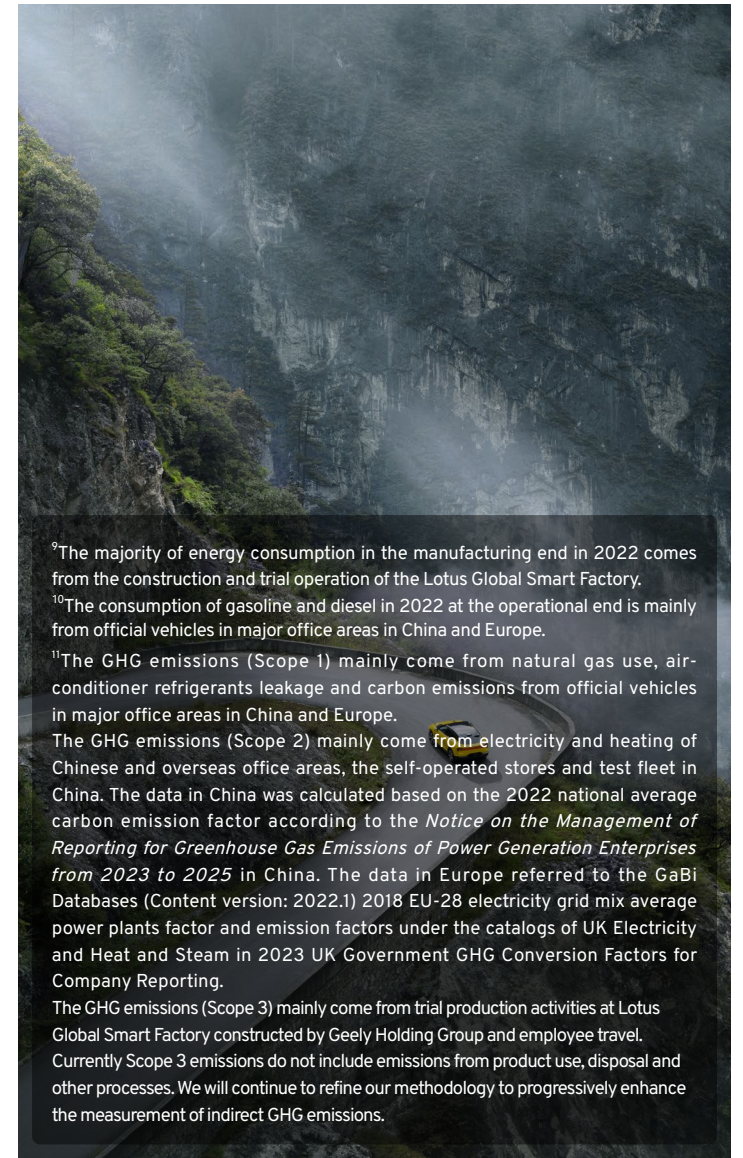 ⁹The majority of energy consumption in the manufacturing end in 2022 comes
from the construction and trial operation of the Lotus Global Smart Factory.
¹⁰The consumption of gasoline and diesel in 2022 at the operational end is mainly
from official vehicles in major office areas in China and Europe.
¹¹The GHG emissions (Scope 1) mainly come from natural gas use, air-
conditioner refrigerants leakage and carbon emissions from official vehicles
in major office areas in China and Europe.
The GHG emissions (Scope 2) mainly come from electricity and heating of
Chinese and overseas office areas, the self-operated stores and test fleet in
China. The data in China was calculated based on the 2022 national average
carbon emission factor according to the Notice on the Management of
Reporting for Greenhouse Gas Emissions of Power Generation Enterprises
from 2023 to 2025 in China. The data in Europe referred to the GaBi
Databases (Content version: 2022.1) 2018 EU-28 electricity grid mix average
power plants factor and emission factors under the catalogs of UK Electricity
and Heat and Steam in 2023 UK Government GHG Conversion Factors for
Company Reporting.
The GHG emissions (Scope 3) mainly come from trial production activities at Lotus
Global Smart Factory constructed by Geely Holding Group and employee travel.
Currently Scope 3 emissions do not include emissions from product use, disposal and
other processes. We will continue to refine our methodology to progressively enhance
the measurement of indirect GHG emissions.